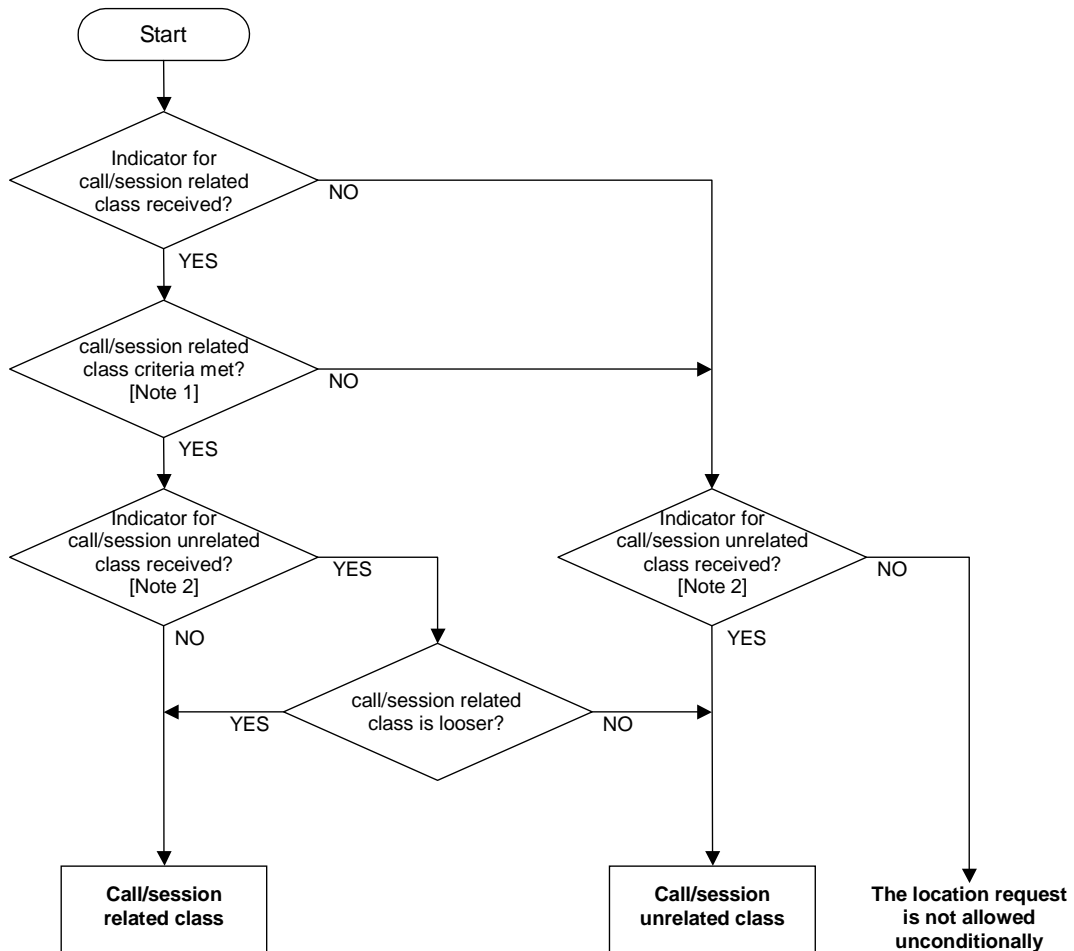 Start
Indicator for
call/session related
class received?
NO
YES
call/session related
class criteria met?
[Note 1]
NO
YES
Indicator for
call/session unrelated
class received?
[Note 2]
YES
NO
Indicator for
call/session unrelated
class received?
[Note 2]
NO
YES
call/session related
class is looser?
YES
NO
Call/session
related class
Call/session
unrelated class
The location request
is not allowed
unconditionally